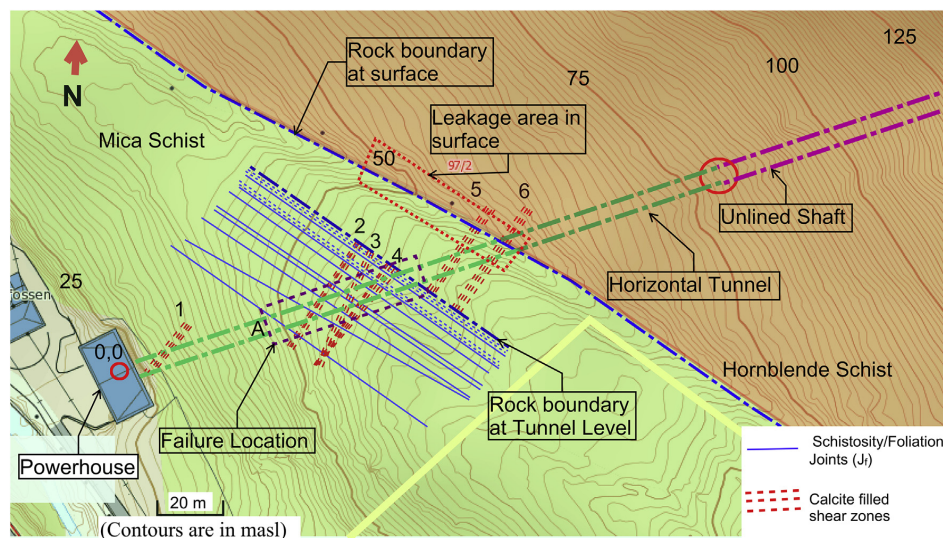 125
Rock boundary
at surface
75
100
N
Leakage area in
surface
Mica Schist
50
97/2
5
6
Unlined Shaft
2
3
4
Horizontal Tunnel
25
fossen
1
A
0,0
Hornblende Schist
Rock boundary
at Tunnel Level
Failure Location
Powerhouse
Schistosity/Foliation
Joints (Jf)
20 m
Calcite filled
shear zones
(Contours are in masl)